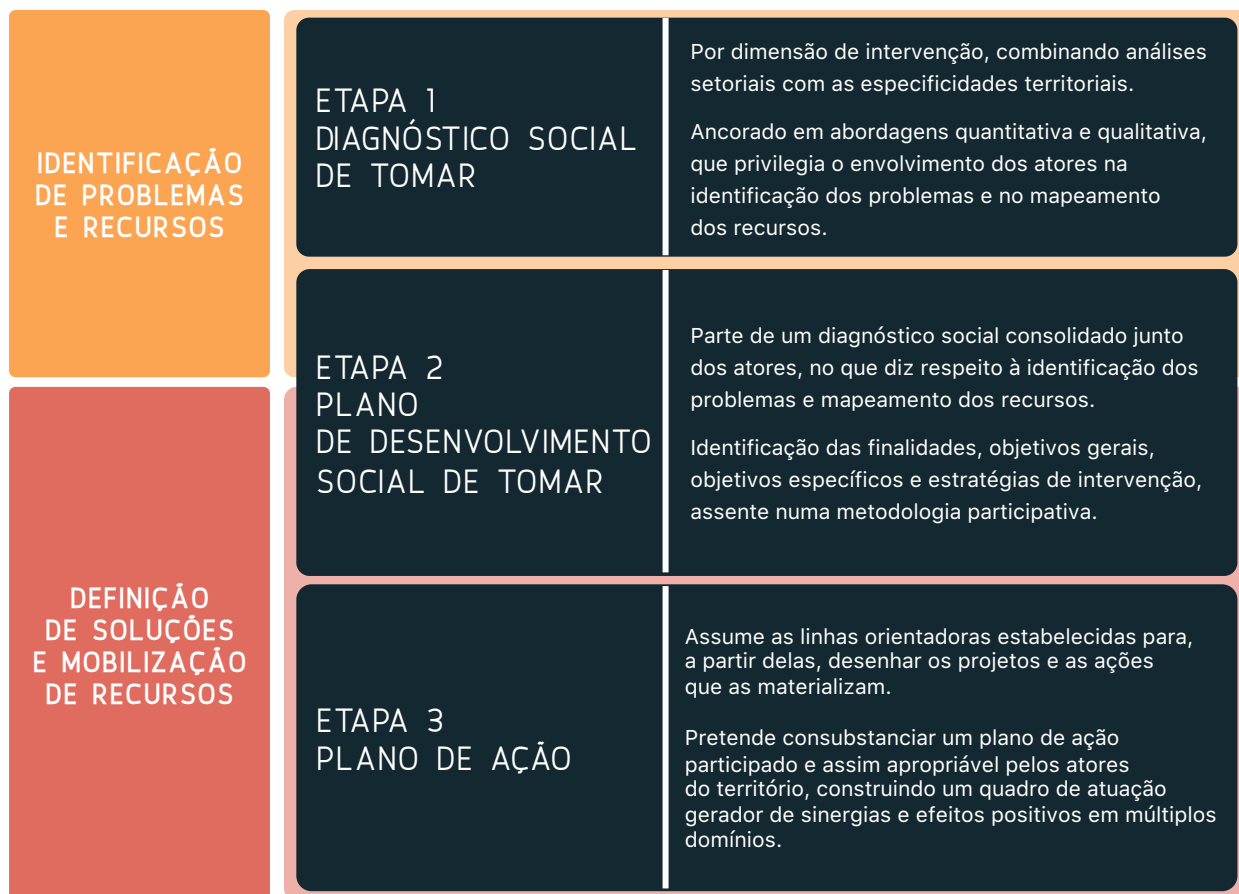 IDENTIFICAÇÃO
DE PROBLEMAS
E RECURSOS
ETAPA 1
DIAGNÓSTICO SOCIAL
DE TOMAR
Por dimensão de intervenção, combinando análises
setoriais com as especificidades territoriais.
Ancorado em abordagens quantitativa e qualitativa,
que privilegia o envolvimento dos atores na
identificação dos problemas e no mapeamento
dos recursos.
ETAPA 2
PLANO
DE DESENVOLVIMENTO
SOCIAL DE TOMAR
Parte de um diagnóstico social consolidado junto
dos atores, no que diz respeito à identificação dos
problemas e mapeamento dos recursos.
Identificação das finalidades, objetivos gerais,
objetivos específicos e estratégias de intervenção,
assente numa metodologia participativa.
DEFINIÇÃO
DE SOLUÇÕES
E MOBILIZAÇÃO
DE RECURSOS
ETAPA 3
PLANO DE AÇÃO
Assume as linhas orientadoras estabelecidas para,
a partir delas, desenhar os projetos e as ações
que as materializam.
Pretende consubstanciar um plano de ação
participado e assim apropriável pelos atores
do território, construindo um quadro de atuação
gerador de sinergias e efeitos positivos em múltiplos
domínios.